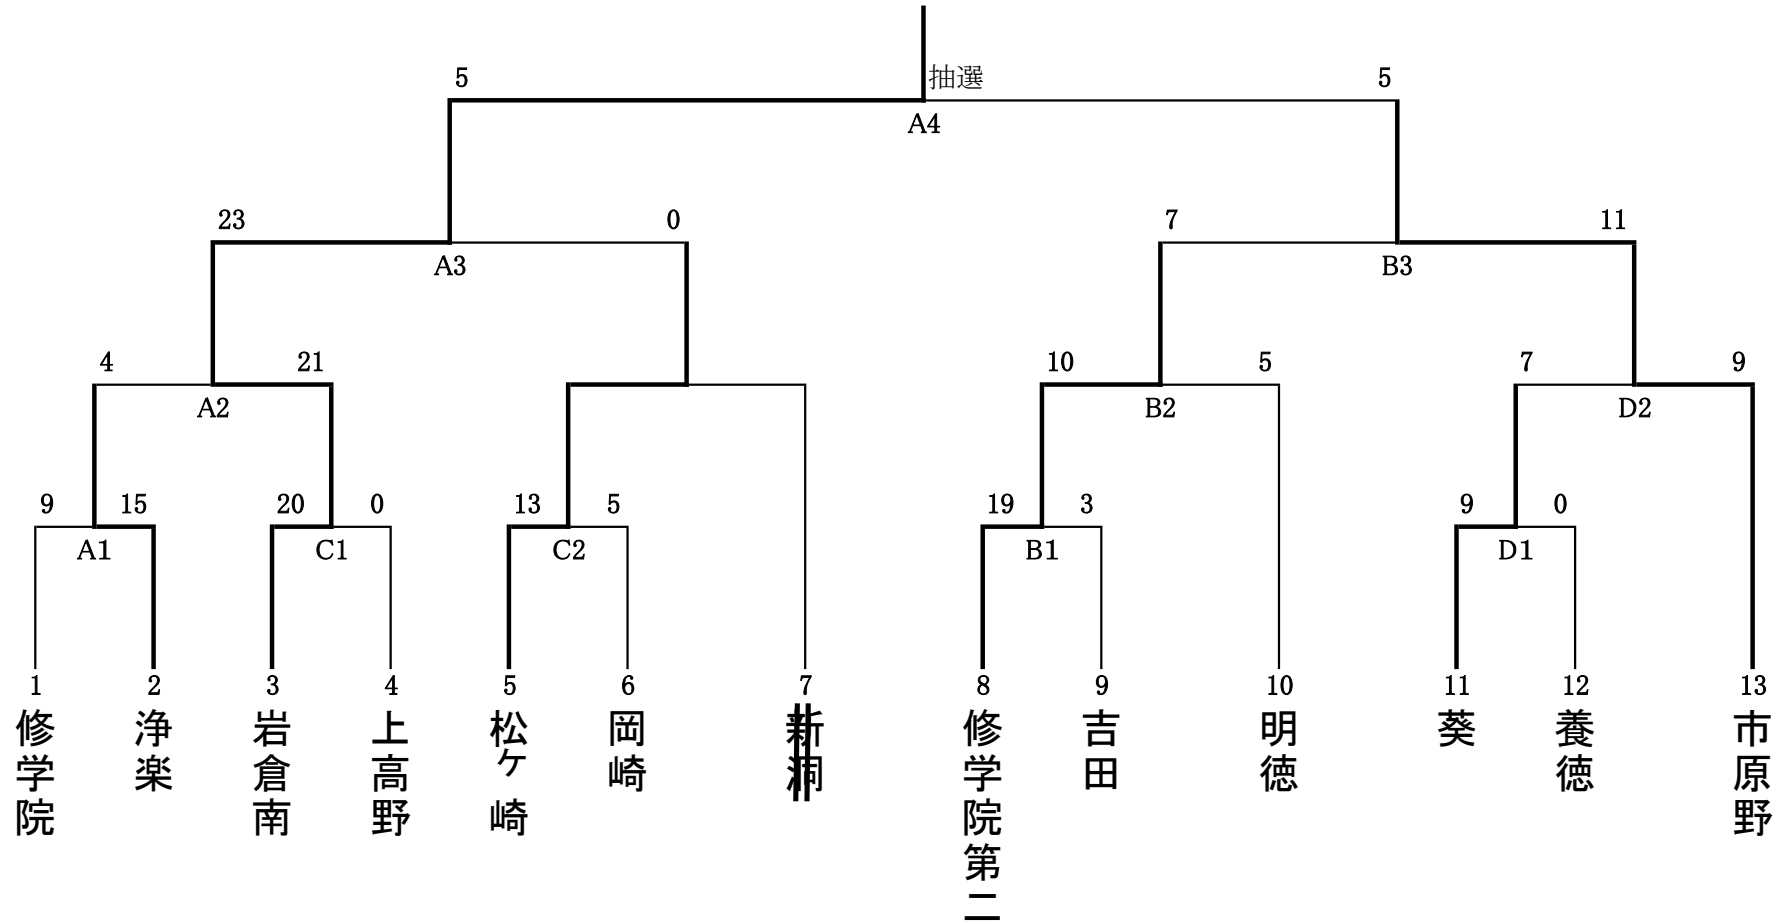 5 抽選 5
A4
23 0 7 11
A3 B3
4 21 10 5 7 9
A2 B2 D2
9 15 20 0 13 5 19 3 9 0
A1 C1 C2 B1 D1
1 2 3 4 5 6 7 8 9 10 11 12 13
修学院
浄楽
岩倉南
上高野
松ヶ崎
岡崎
新洞
修学院第二
吉田
明徳
葵
養徳
市原野